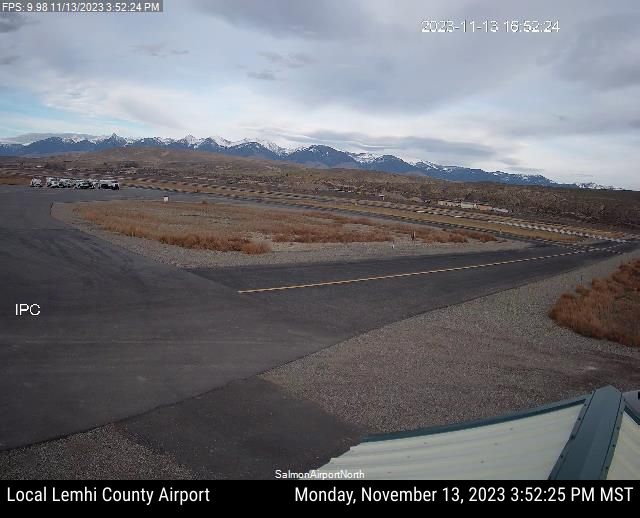 FPS: 9.98 11/13/2023 3:52:24 PM
2023-11-13 15:52:24
IPC
SalmonAirportNorth
Local Lemhi County Airport
Monday, November 13, 2023 3:52:25 PM MST